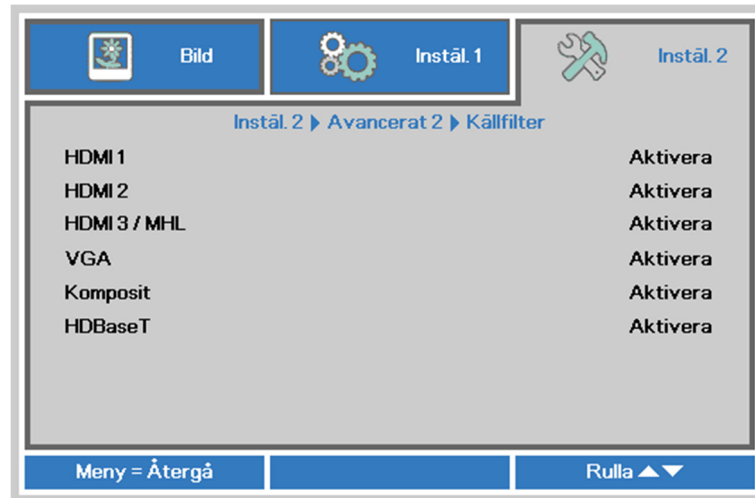 Bild Instäl. 1 Instäl. 2
Instäl. 2 Avancerat 2 Källfilter
HDMI 1 Aktivera
HDMI 2 Aktivera
HDMI 3 / MHL Aktivera
VGA Aktivera
Komposit Aktivera
HDBaseT Aktivera
Meny = Återgå Rulla